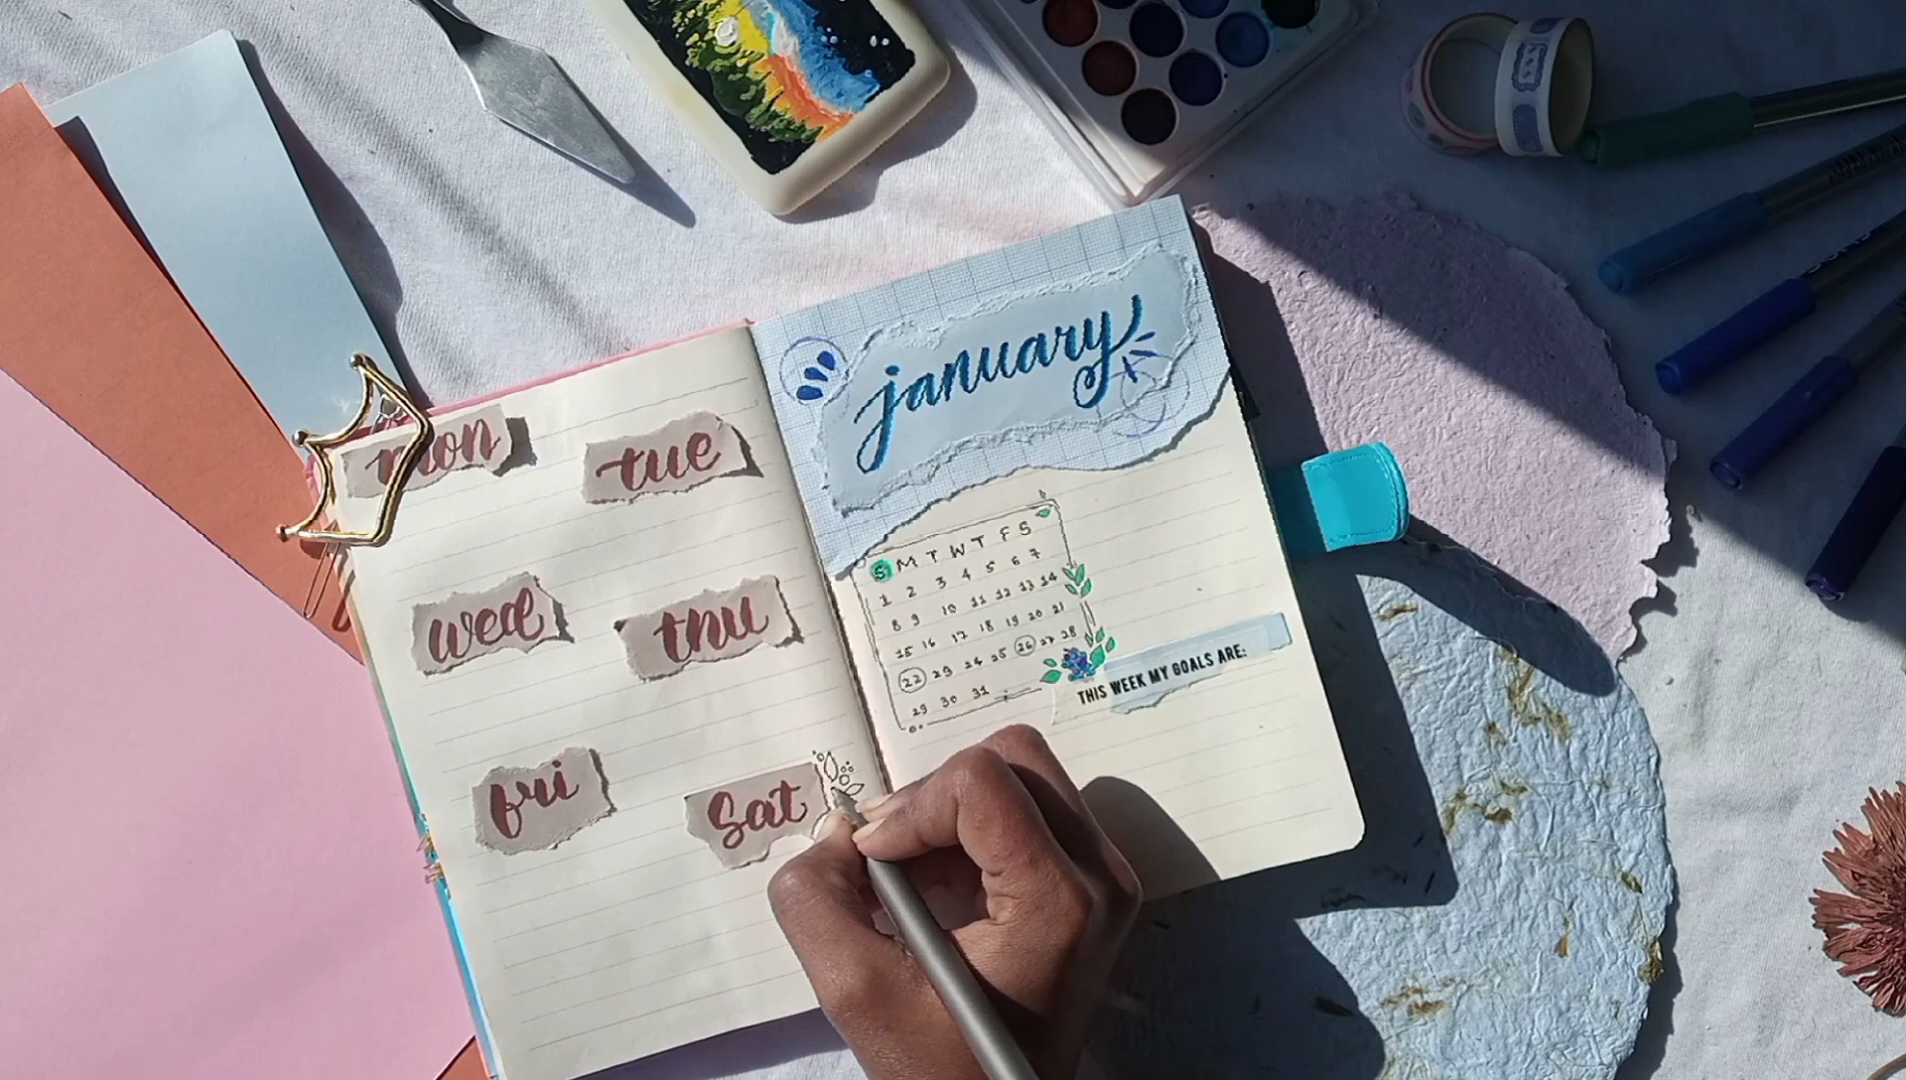 mon
tue
wed
thu
fri
sat
january
S M T W T F S
1 2 3 4 5 6 7
8 9 10 11 12 13 14
15 16 17 18 19 20 21
22 23 24 25 26 27 28
29 30 31
THIS WEEK MY GOALS ARE: